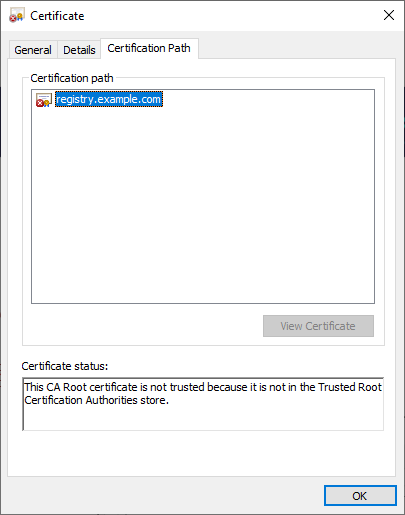 Certificate
General Details Certification Path
Certification path
registry.example.com
View Certificate
Certificate status:
This CA Root certificate is not trusted because it is not in the Trusted Root
Certification Authorities store.
OK